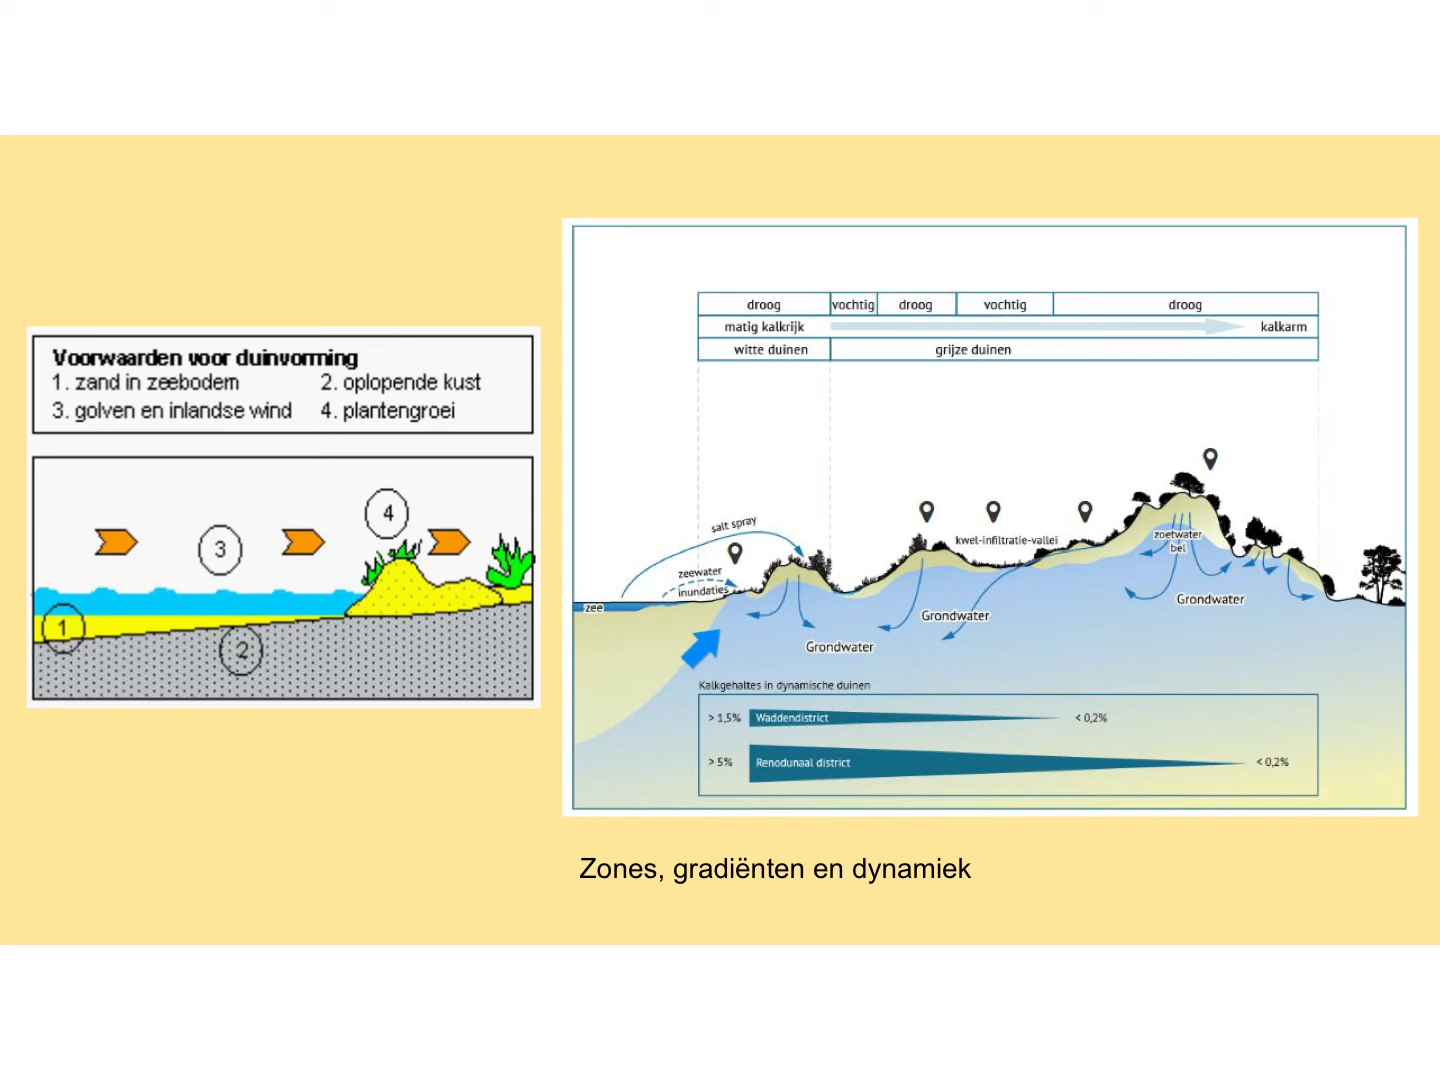 Voorwaarden voor duinvorming
1. zand in zeebodem 2. oplopende kust
3. golven en inlandse wind 4. plantengroei
4
3
1
2
droog vochtig droog vochtig droog
matig kalkrijk kalkarm
witte duinen grijze duinen
salt spray
zeewater
inundaties
zee
kwel-infiltratie-vallei
zoetwater
bel
Grondwater
Grondwater
Grondwater
Kalkgehaltes in dynamische duinen
> 1,5% Waddendistrict < 0,2%
> 5% Renodunaal district < 0,2%
Zones, gradiënten en dynamiek